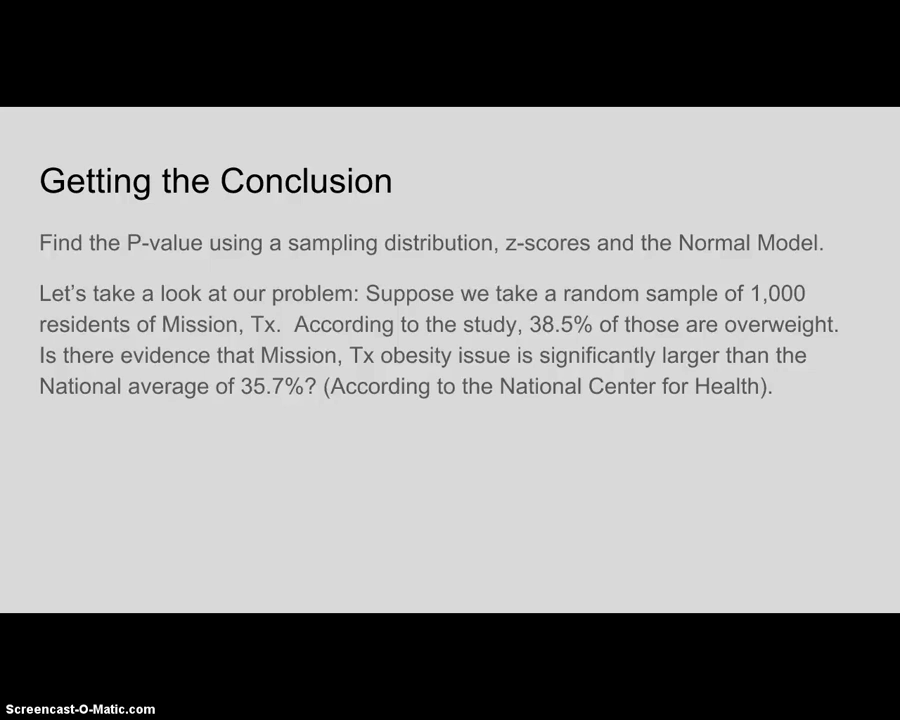 Getting the Conclusion
Find the P-value using a sampling distribution, z-scores and the Normal Model.
Let's take a look at our problem: Suppose we take a random sample of 1,000
residents of Mission, Tx.  According to the study, 38.5% of those are overweight.
Is there evidence that Mission, Tx obesity issue is significantly larger than the
National average of 35.7%? (According to the National Center for Health).
Screencast-O-Matic.com